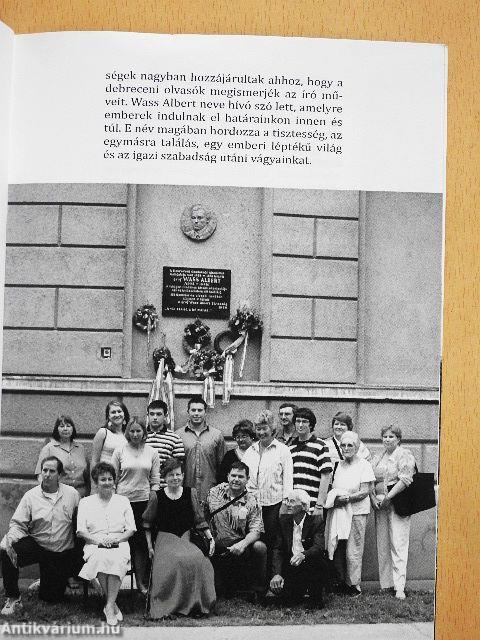 ségek nagyban hozzájárultak ahhoz, hogy a
debreceni olvasók megismerjék az író mű-
veit. Wass Albert neve hívó szó lett, amelyre
emberek indulnak el határainkon innen és
túl. E név magában hordozza a tisztesség, az
egymásra találás, egy emberi léptékű világ
és az igazi szabadság utáni vágyainkat.
WASS ALBERT
Antikvárium.hu